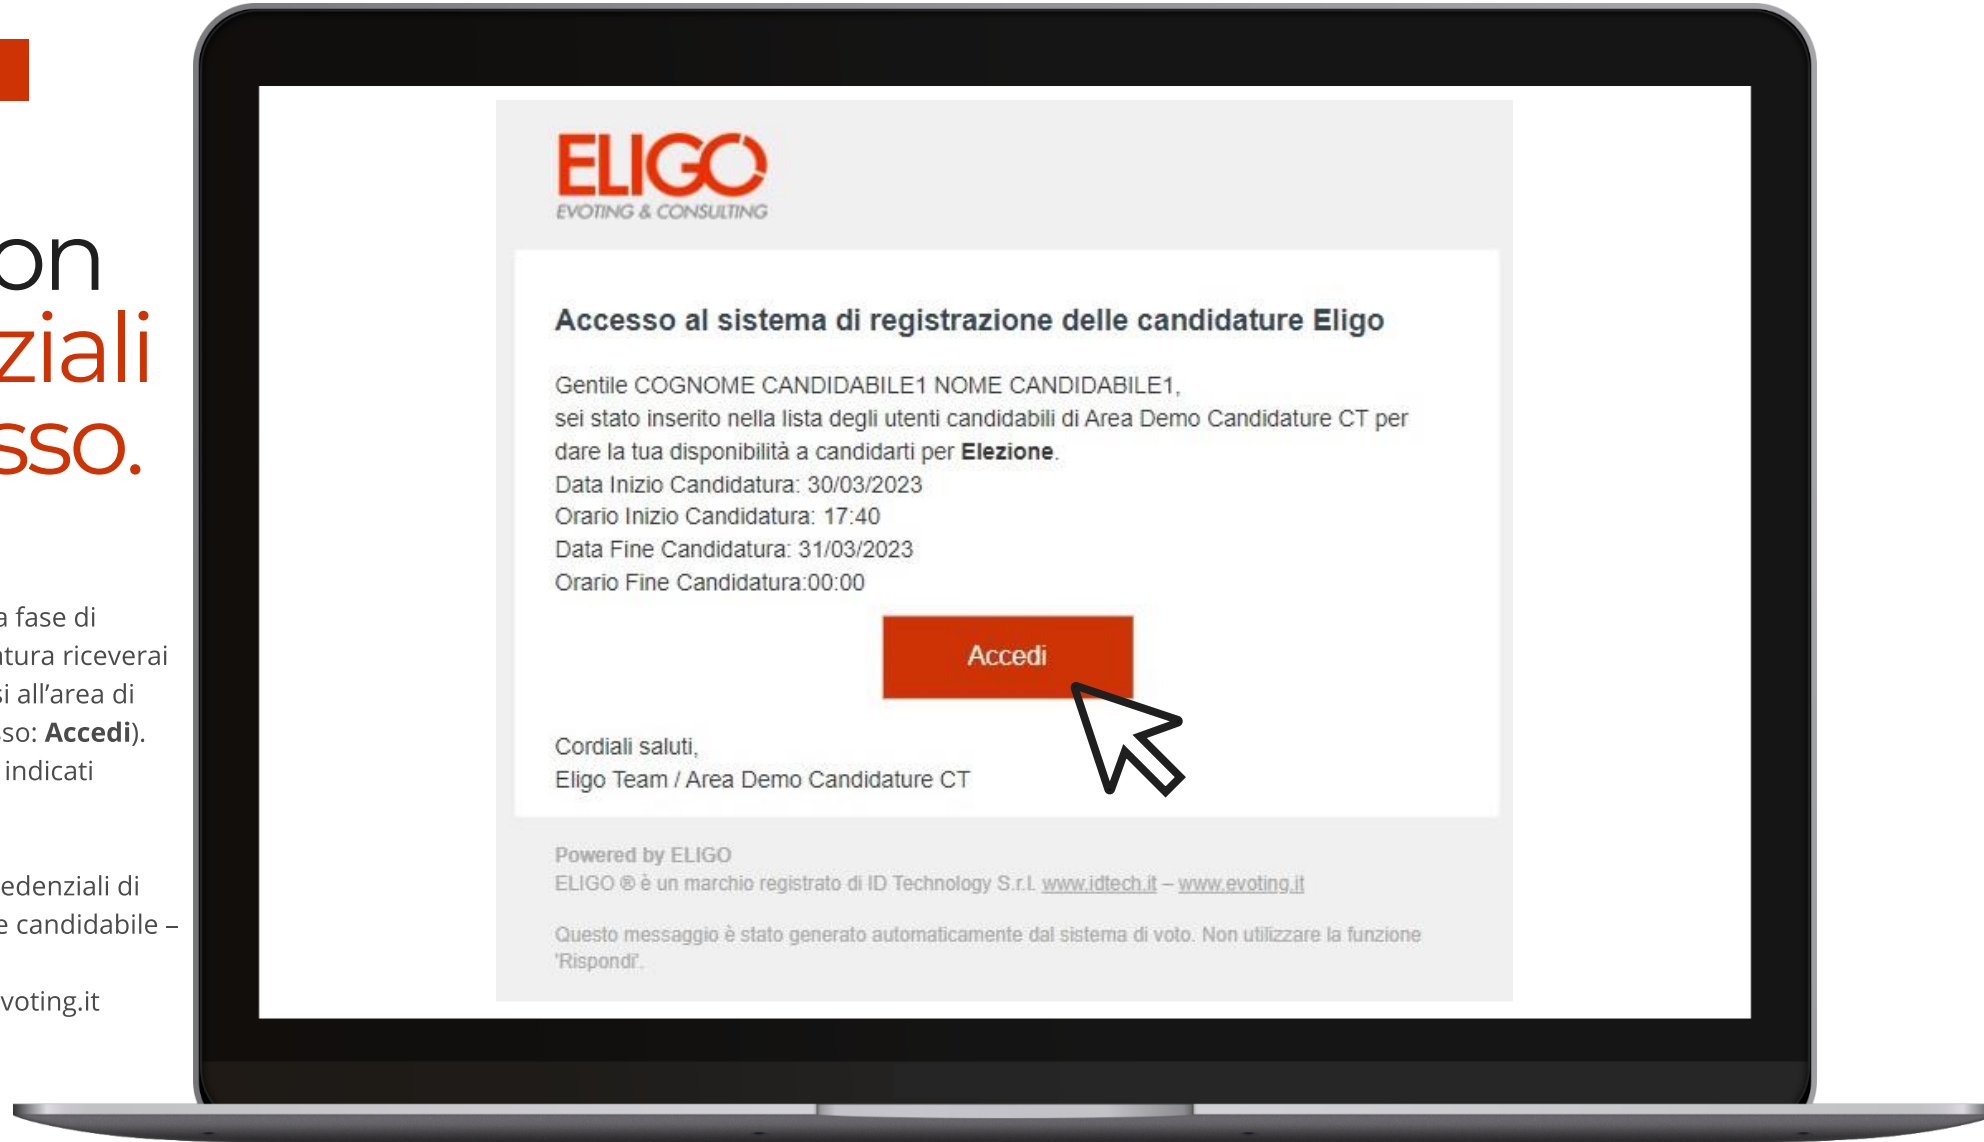 on
ziali
sso.
a fase di
atura riceverai
si all’area di
sso: Accedi).
indicati
edenziali di
e candidabile –
voting.it
ELIGO
EVOTING & CONSULTING
Accesso al sistema di registrazione delle candidature Eligo
Gentile COGNOME CANDIDABILE1 NOME CANDIDABILE1,
sei stato inserito nella lista degli utenti candidabili di Area Demo Candidature CT per
dare la tua disponibilità a candidarti per Elezione.
Data Inizio Candidatura: 30/03/2023
Orario Inizio Candidatura: 17:40
Data Fine Candidatura: 31/03/2023
Orario Fine Candidatura:00:00
Accedi
Cordiali saluti,
Eligo Team / Area Demo Candidature CT
Powered by ELIGO
ELIGO ® è un marchio registrato di ID Technology S.r.l. www.idtech.it – www.evoting.it
Questo messaggio è stato generato automaticamente dal sistema di voto. Non utilizzare la funzione
'Rispondi'.